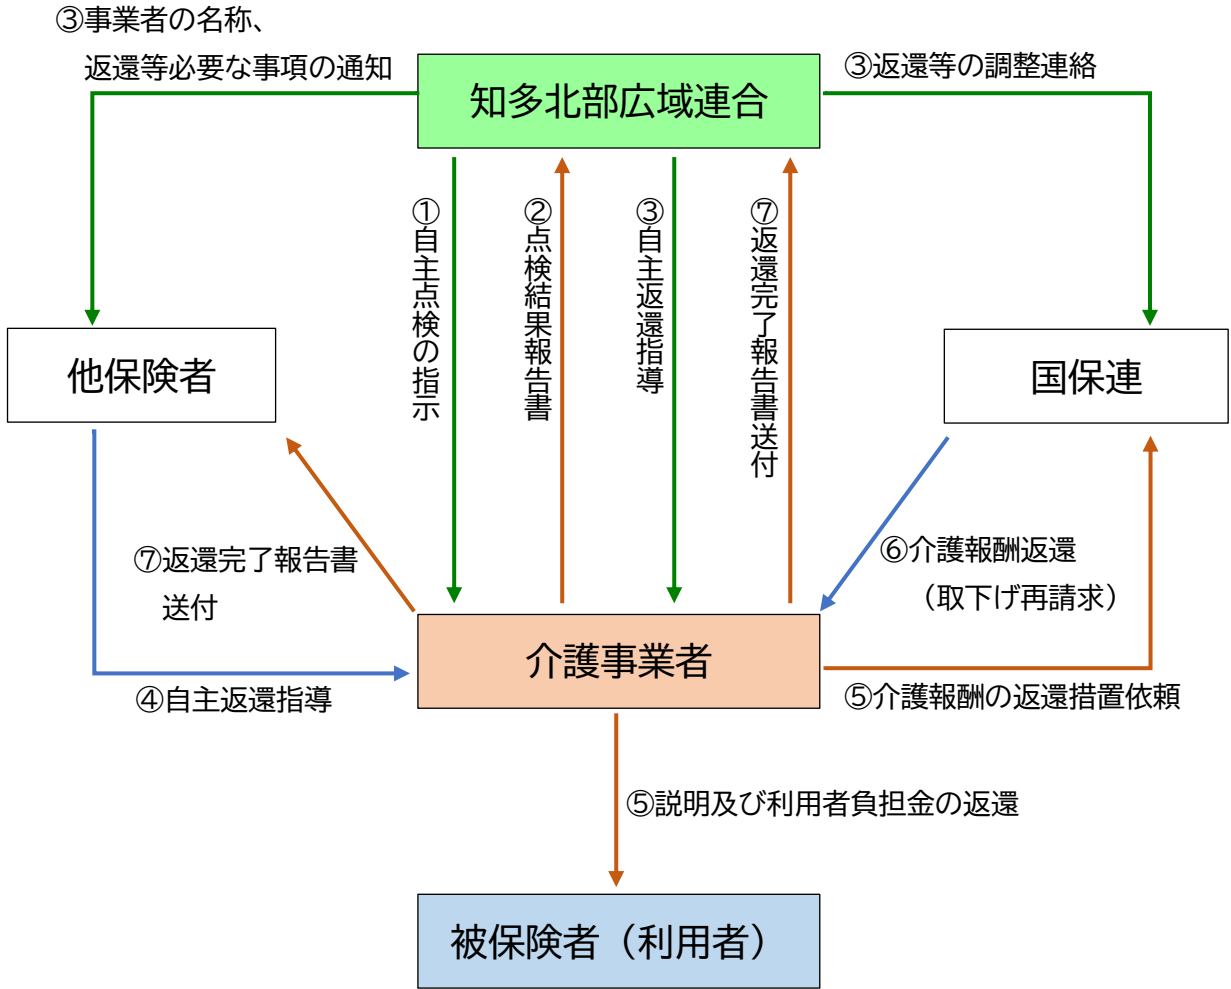 ③事業者の名称、
返還等必要な事項の通知
知多北部広域連合
③返還等の調整連絡
①自主点検の指示
②点検結果報告書
③自主返還指導
⑦返還完了報告書送付
他保険者
国保連
⑦返還完了報告書
送付
⑥介護報酬返還
（取下げ再請求）
介護事業者
④自主返還指導
⑤介護報酬の返還措置依頼
⑤説明及び利用者負担金の返還
被保険者（利用者）